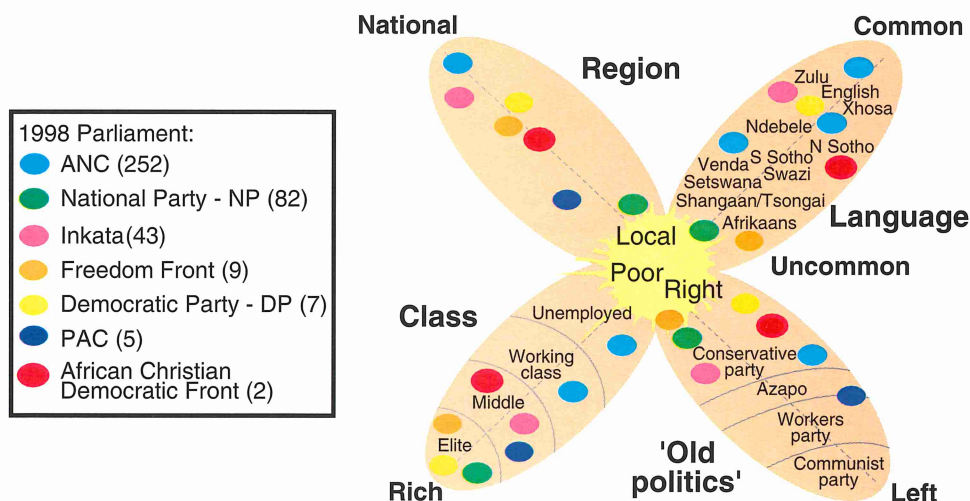 National
Common
Region
Zulu
English
Xhosa
Ndebele
N Sotho
Venda
S Sotho
Swazi
Setswana
Shangaan/Tsongai
Afrikaans
Language
Uncommon
1998 Parliament:
ANC (252)
National Party - NP (82)
Inkata (43)
Freedom Front (9)
Democratic Party - DP (7)
PAC (5)
African Christian
Democratic Front (2)
Local
Poor
Right
Class
Unemployed
Working
class
Middle
Elite
Rich
Conservative
party
Azapo
Workers
party
Communist
party
'Old
politics'
Left